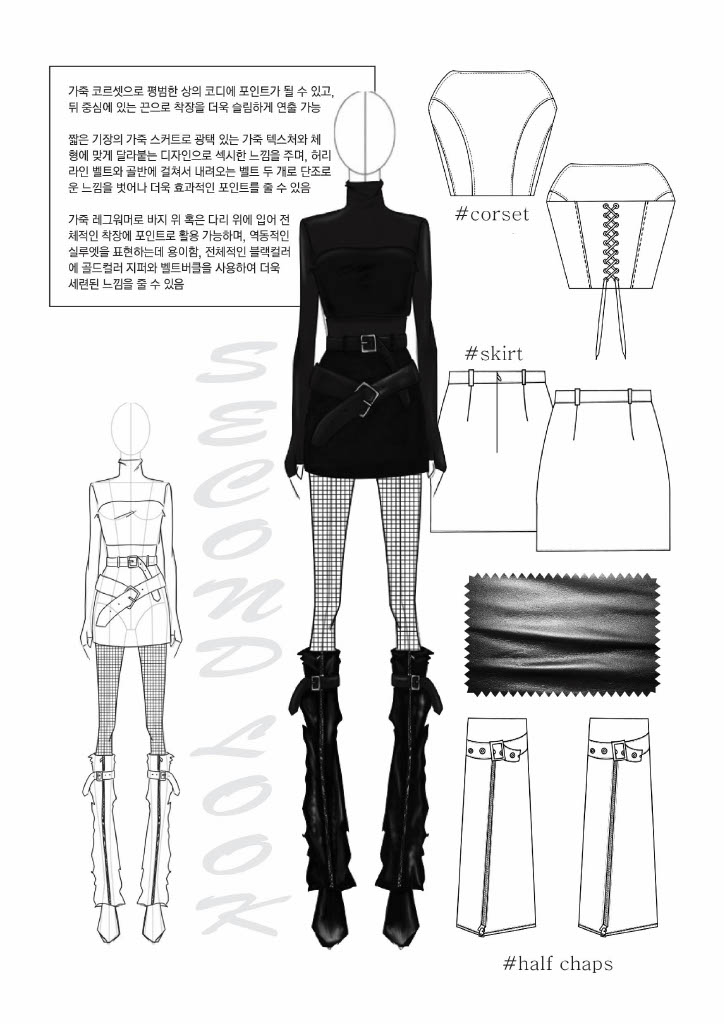 가죽 코르셋으로 평범한 상의 코디에 포인트가 될 수 있고,
뒤 중심에 있는 끈으로 착장을 더욱 슬림하게 연출 가능
짧은 기장의 가죽 스커트로 광택 있는 가죽 텍스처와 체
형에 맞게 달라붙는 디자인으로 섹시한 느낌을 주며, 허리
라인 벨트와 골반에 걸쳐서 내려오는 벨트 두 개로 단조로
운 느낌을 벗어나 더욱 효과적인 포인트를 줄 수 있음
가죽 레그워머로 바지 위 혹은 다리 위에 입어 전
체적인 착장에 포인트로 활용 가능하며, 역동적인
실루엣을 표현하는데 용이함, 전체적인 블랙컬러
에 골드컬러 지퍼와 벨트버클을 사용하여 더욱
세련된 느낌을 줄 수 있음
#corset
#skirt
SECOND LOOK
#half chaps